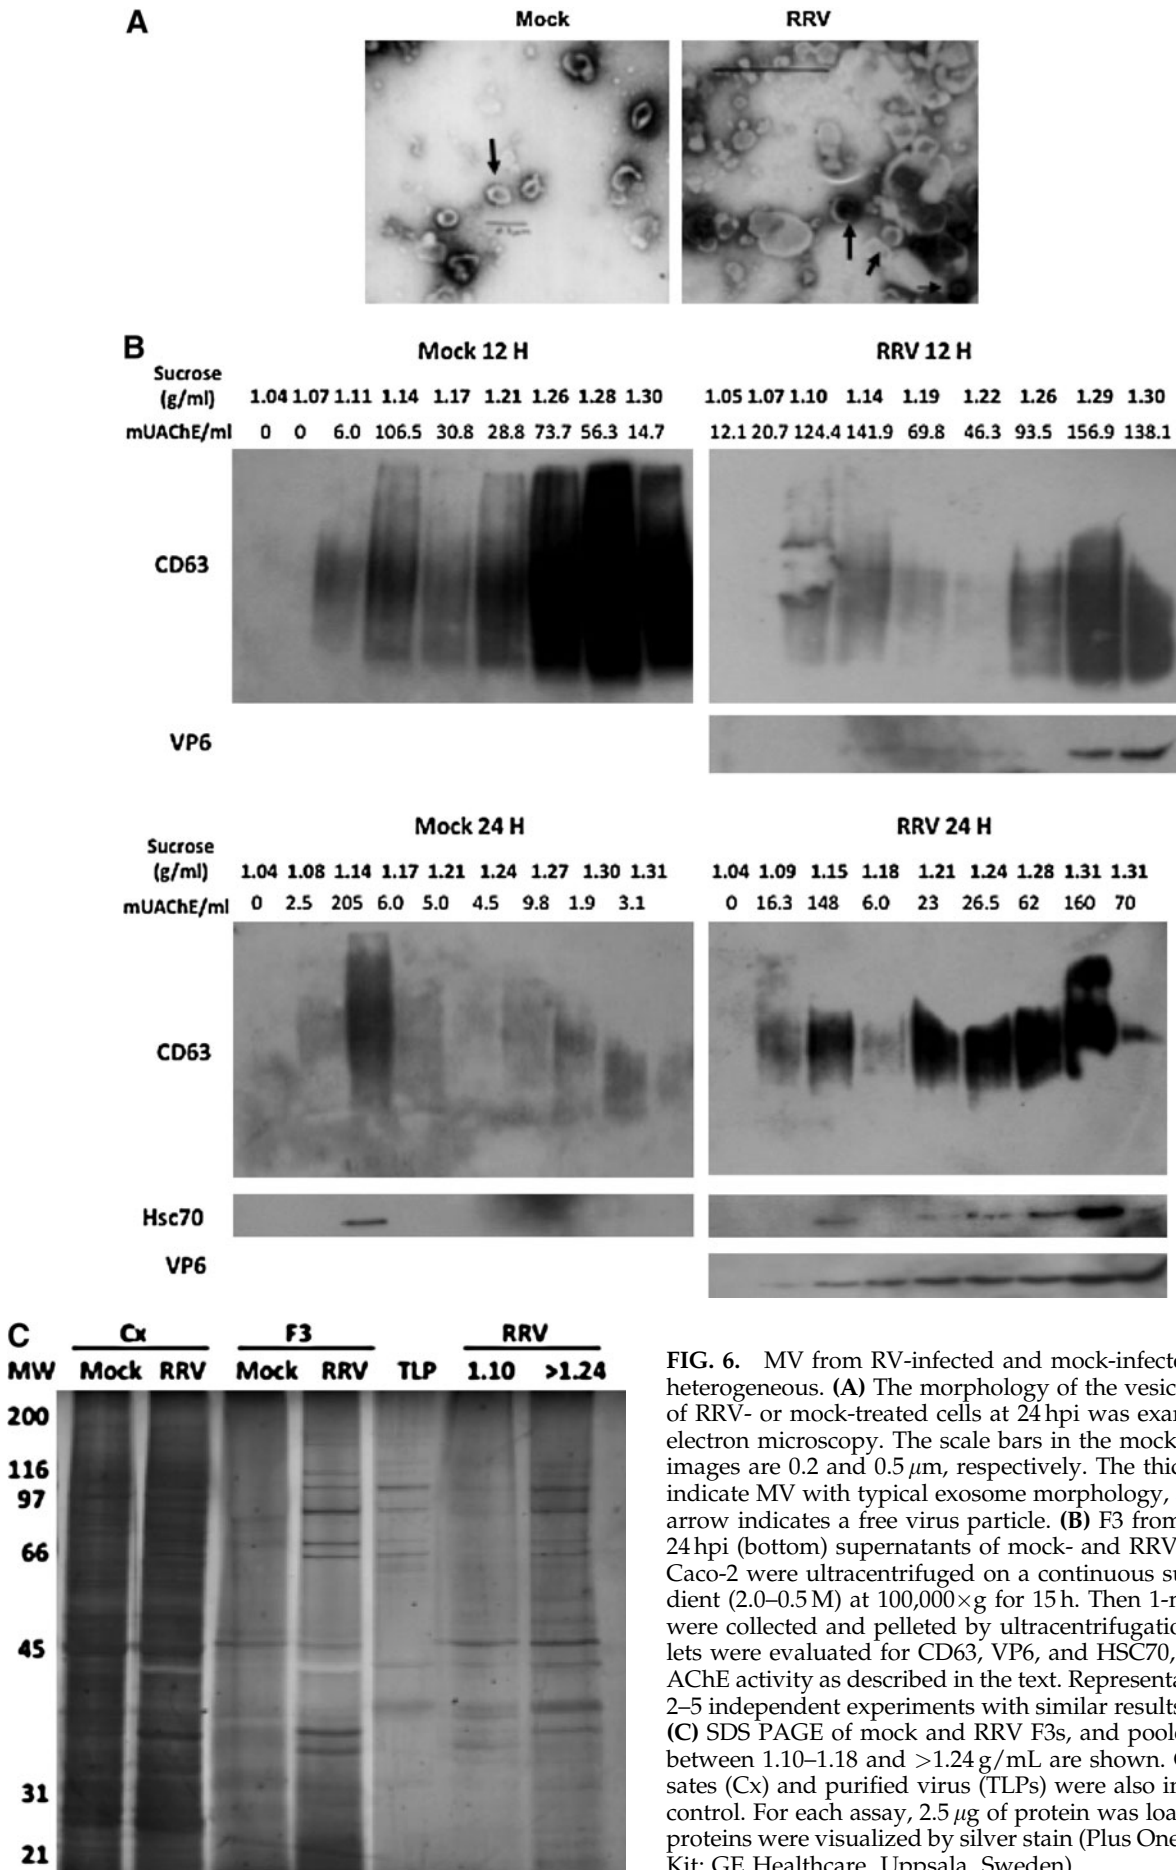 A
Mock
RRV
B
Mock 12 H
RRV 12 H
Sucrose
(g/ml)
1.04 1.07 1.11 1.14 1.17 1.21 1.26 1.28 1.30
1.05 1.07 1.10 1.14 1.19 1.22 1.26 1.29 1.30
mUAChE/ml
0 0 6.0 106.5 30.8 28.8 73.7 56.3 14.7
12.1 20.7 124.4 141.9 69.8 46.3 93.5 156.9 138.1
CD63
VP6
Mock 24 H
RRV 24 H
Sucrose
(g/ml)
1.04 1.08 1.14 1.17 1.21 1.24 1.27 1.30 1.31
1.04 1.09 1.15 1.18 1.21 1.24 1.28 1.31 1.31
mUAChE/ml
0 2.5 205 6.0 5.0 4.5 9.8 1.9 3.1
0 16.3 148 6.0 23 26.5 62 160 70
CD63
Hsc70
VP6
C
Cx F3 RRV
MW Mock RRV Mock RRV TLP 1.10 >1.24
200
116
97
66
45
31
21
FIG. 6. MV from RV-infected and mock-infecte
heterogeneous. (A) The morphology of the vesic
of RRV- or mock-treated cells at 24 hpi was exar
electron microscopy. The scale bars in the mock
images are 0.2 and 0.5 μm, respectively. The thic
indicate MV with typical exosome morphology,
arrow indicates a free virus particle. (B) F3 from
24 hpi (bottom) supernatants of mock- and RRV
Caco-2 were ultracentrifuged on a continuous su
dient (2.0–0.5 M) at 100,000×g for 15 h. Then 1-r
were collected and pelleted by ultracentrifugatio
lets were evaluated for CD63, VP6, and HSC70,
AChE activity as described in the text. Representa
2–5 independent experiments with similar results
(C) SDS PAGE of mock and RRV F3s, and poole
between 1.10–1.18 and >1.24 g/mL are shown. C
sates (Cx) and purified virus (TLPs) were also in
control. For each assay, 2.5 μg of protein was loa
proteins were visualized by silver stain (Plus One
Kit; GE Healthcare, Uppsala, Sweden)